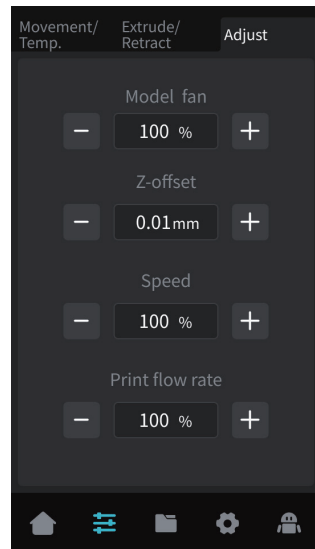 Movement/ Extrude/ Adjust
Temp. Retract
Model fan
− 100 % +
Z-offset
− 0.01mm +
Speed
− 100 % +
Print flow rate
− 100 % +